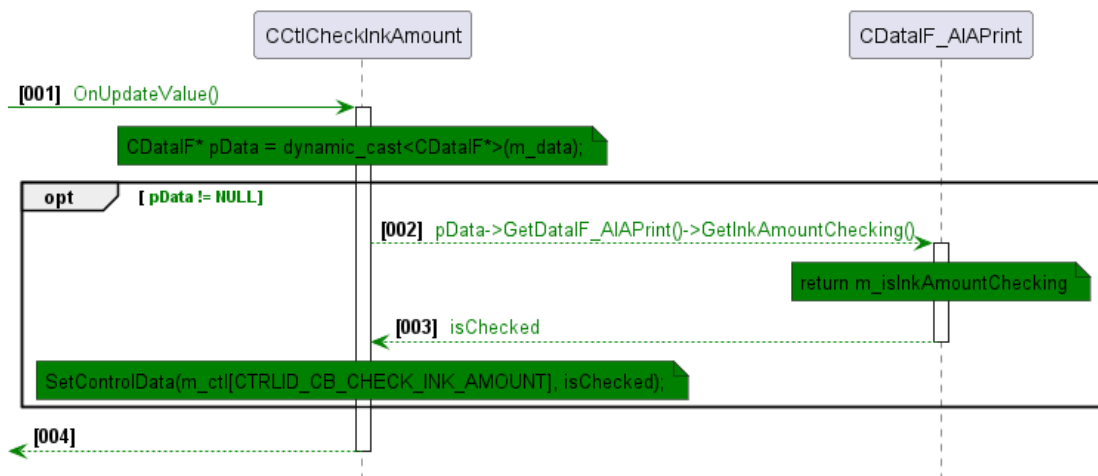 CCtlCheckInkAmount
CDataIF_AIAPrint
[001] OnUpdateValue()
CDataIF* pData = dynamic_cast<CDataIF*>(m_data);
opt [ pData != NULL]
[002] pData->GetDataIF_AIAPrint()->GetInkAmountChecking()
return m_isInkAmountChecking
[003] isChecked
SetControlData(m_ctl[CTRLID_CB_CHECK_INK_AMOUNT], isChecked);
[004]